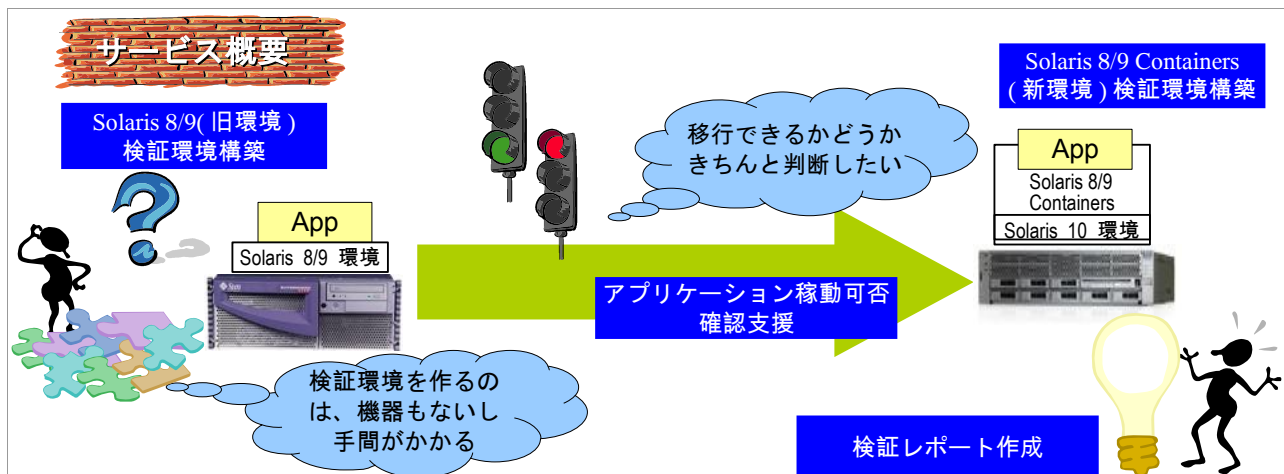 サービス概要
Solaris 8/9( 旧環境 )
検証環境構築
App
Solaris 8/9 環境
Sun
検証環境を作るの
は、機器もないし
手間がかかる
移行できるかどうか
きちんと判断したい
アプリケーション稼動可否
確認支援
Solaris 8/9 Containers
( 新環境 ) 検証環境構築
App
Solaris 8/9
Containers
Solaris 10 環境
検証レポート作成